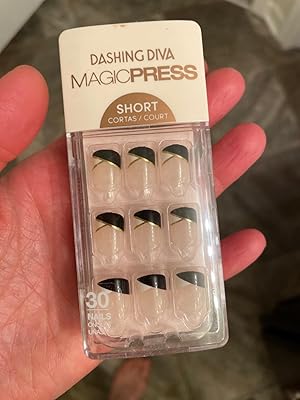 DASHING DIVA
MAGICPRESS
SHORT
CORTAS / COURT
30
NAILS